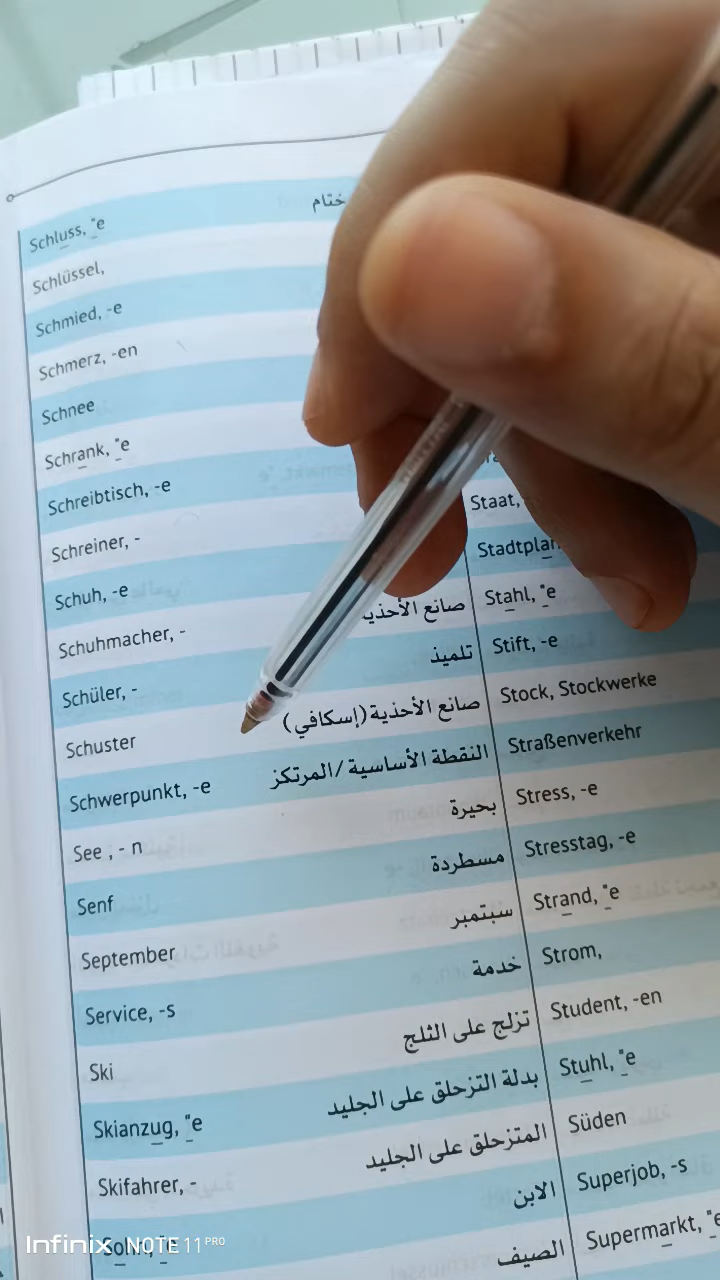 Schluss, ⸚e ختام
Schlüssel,
Schmied, -e
Schmerz, -en
Schnee
Schrank, ⸚e
Schreibtisch, -e
Schreiner, -
Schuh, -e
Schuhmacher, - صانع
Schüler, - تلميذ
Schuster صانع الأحذية (إسكافي)
Schwerpunkt, -e النقطة الأساسية / المرتكز
See , - n بحيرة
Senf مسطردة
September سبتمبر
Service, -s خدمة
Ski تزلج على الثلج
Skianzug, ⸚e بدلة التزحلق على الجليد
Skifahrer, - المتزحلق على الجليد
الابن
الصيف
Staat,
Stahl, ⸚e
Stift, -e
Stock, Stockwerke
Straßenverkehr
Stress, -e
Stresstag, -e
Strand, ⸚e
Strom,
Student, -en
Stuhl, ⸚e
Süden
Superjob, -s
Supermarkt, ⸚e
Infinix NOTE 11 PRO